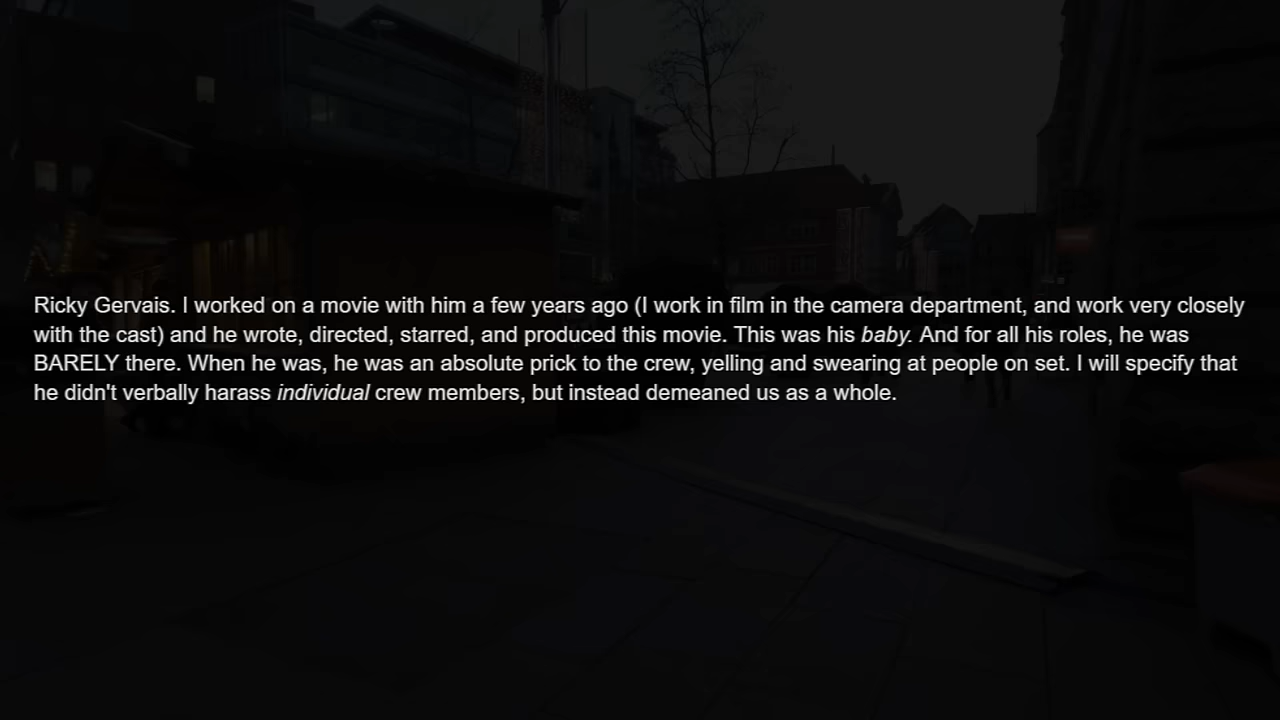 Ricky Gervais. I worked on a movie with him a few years ago (I work in film in the camera department, and work very closely
with the cast) and he wrote, directed, starred, and produced this movie. This was his baby. And for all his roles, he was
BARELY there. When he was, he was an absolute prick to the crew, yelling and swearing at people on set. I will specify that
he didn't verbally harass individual crew members, but instead demeaned us as a whole.